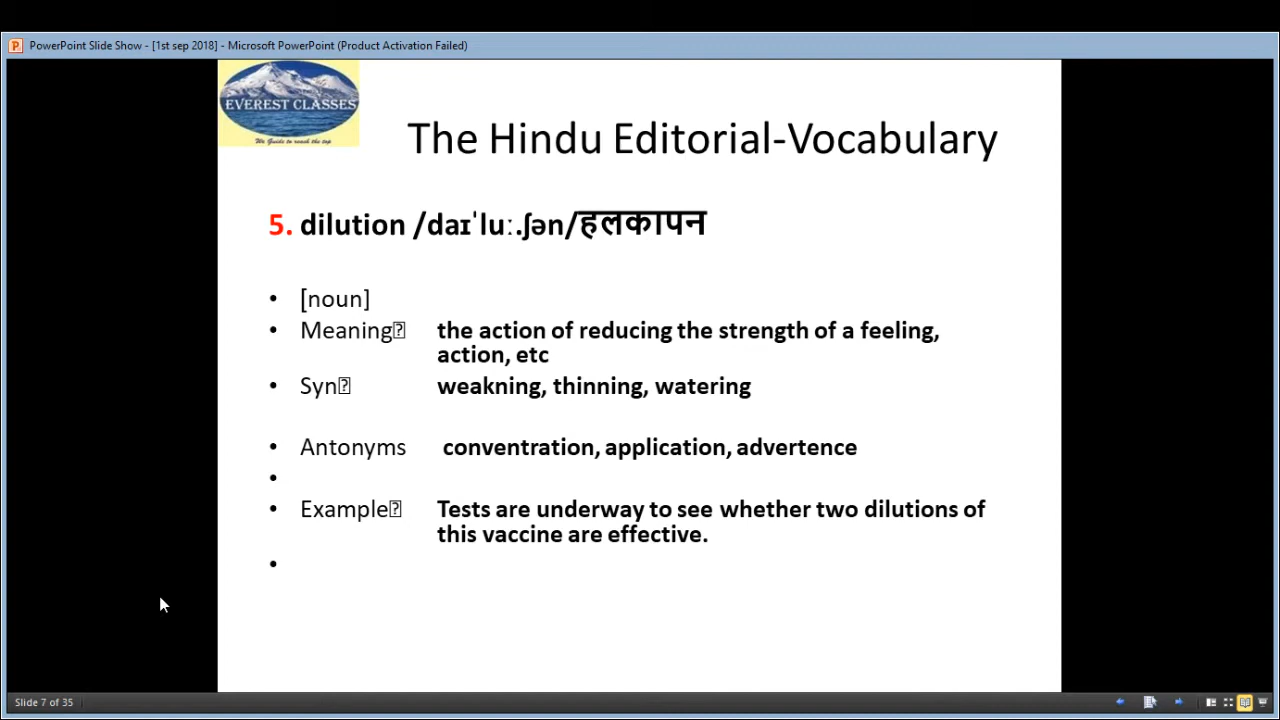 PowerPoint Slide Show - [1st sep 2018] - Microsoft PowerPoint (Product Activation Failed)
EVEREST CLASSES
We Guide to reach the top
The Hindu Editorial-Vocabulary
5. dilution /daɪˈluː.ʃən/हलकापन
• [noun]
• Meaning the action of reducing the strength of a feeling,
action, etc
• Syn weakning, thinning, watering
• Antonyms conventration, application, advertence
•
• Example Tests are underway to see whether two dilutions of
this vaccine are effective.
•
Slide 7 of 35